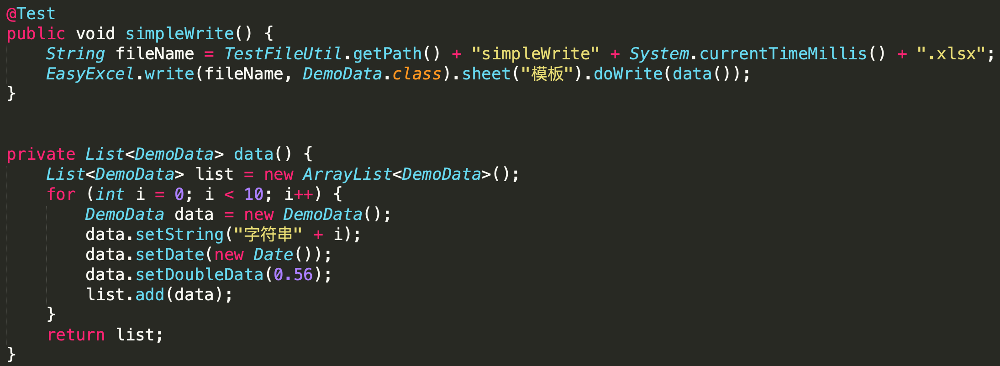 @Test
public void simpleWrite() {
    String fileName = TestFileUtil.getPath() + "simpleWrite" + System.currentTimeMillis() + ".xlsx";
    EasyExcel.write(fileName, DemoData.class).sheet("模板").doWrite(data());
}
private List<DemoData> data() {
    List<DemoData> list = new ArrayList<DemoData>();
    for (int i = 0; i < 10; i++) {
        DemoData data = new DemoData();
        data.setString("字符串" + i);
        data.setDate(new Date());
        data.setDoubleData(0.56);
        list.add(data);
    }
    return list;
}